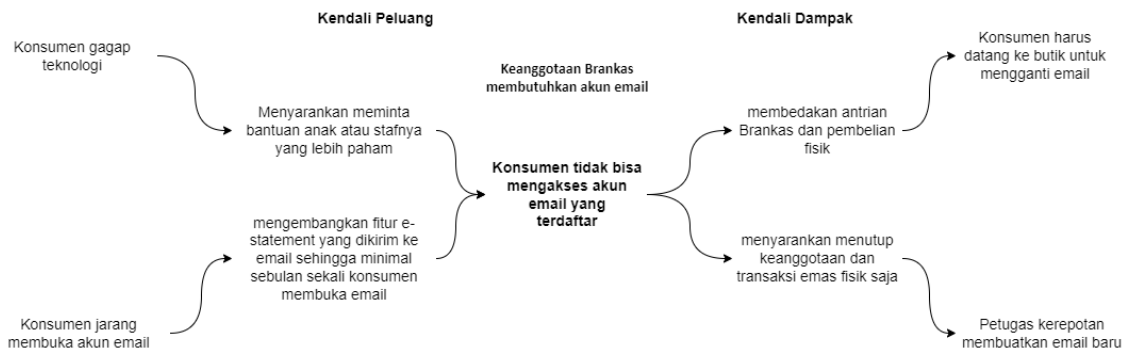 Kendali Peluang
Kendali Dampak
Konsumen gagap
teknologi
Keanggotaan Brankas
membutuhkan akun email
Konsumen harus
datang ke butik untuk
mengganti email
Menyarankan meminta
bantuan anak atau stafnya
yang lebih paham
membedakan antrian
Brankas dan pembelian
fisik
Konsumen tidak bisa
mengakses akun
email yang
terdaftar
mengembangkan fitur e-
statement yang dikirim ke
email sehingga minimal
sebulan sekali konsumen
membuka email
menyarankan menutup
keanggotaan dan
transaksi emas fisik saja
Konsumen jarang
membuka akun email
Petugas kerepotan
membuatkan email baru